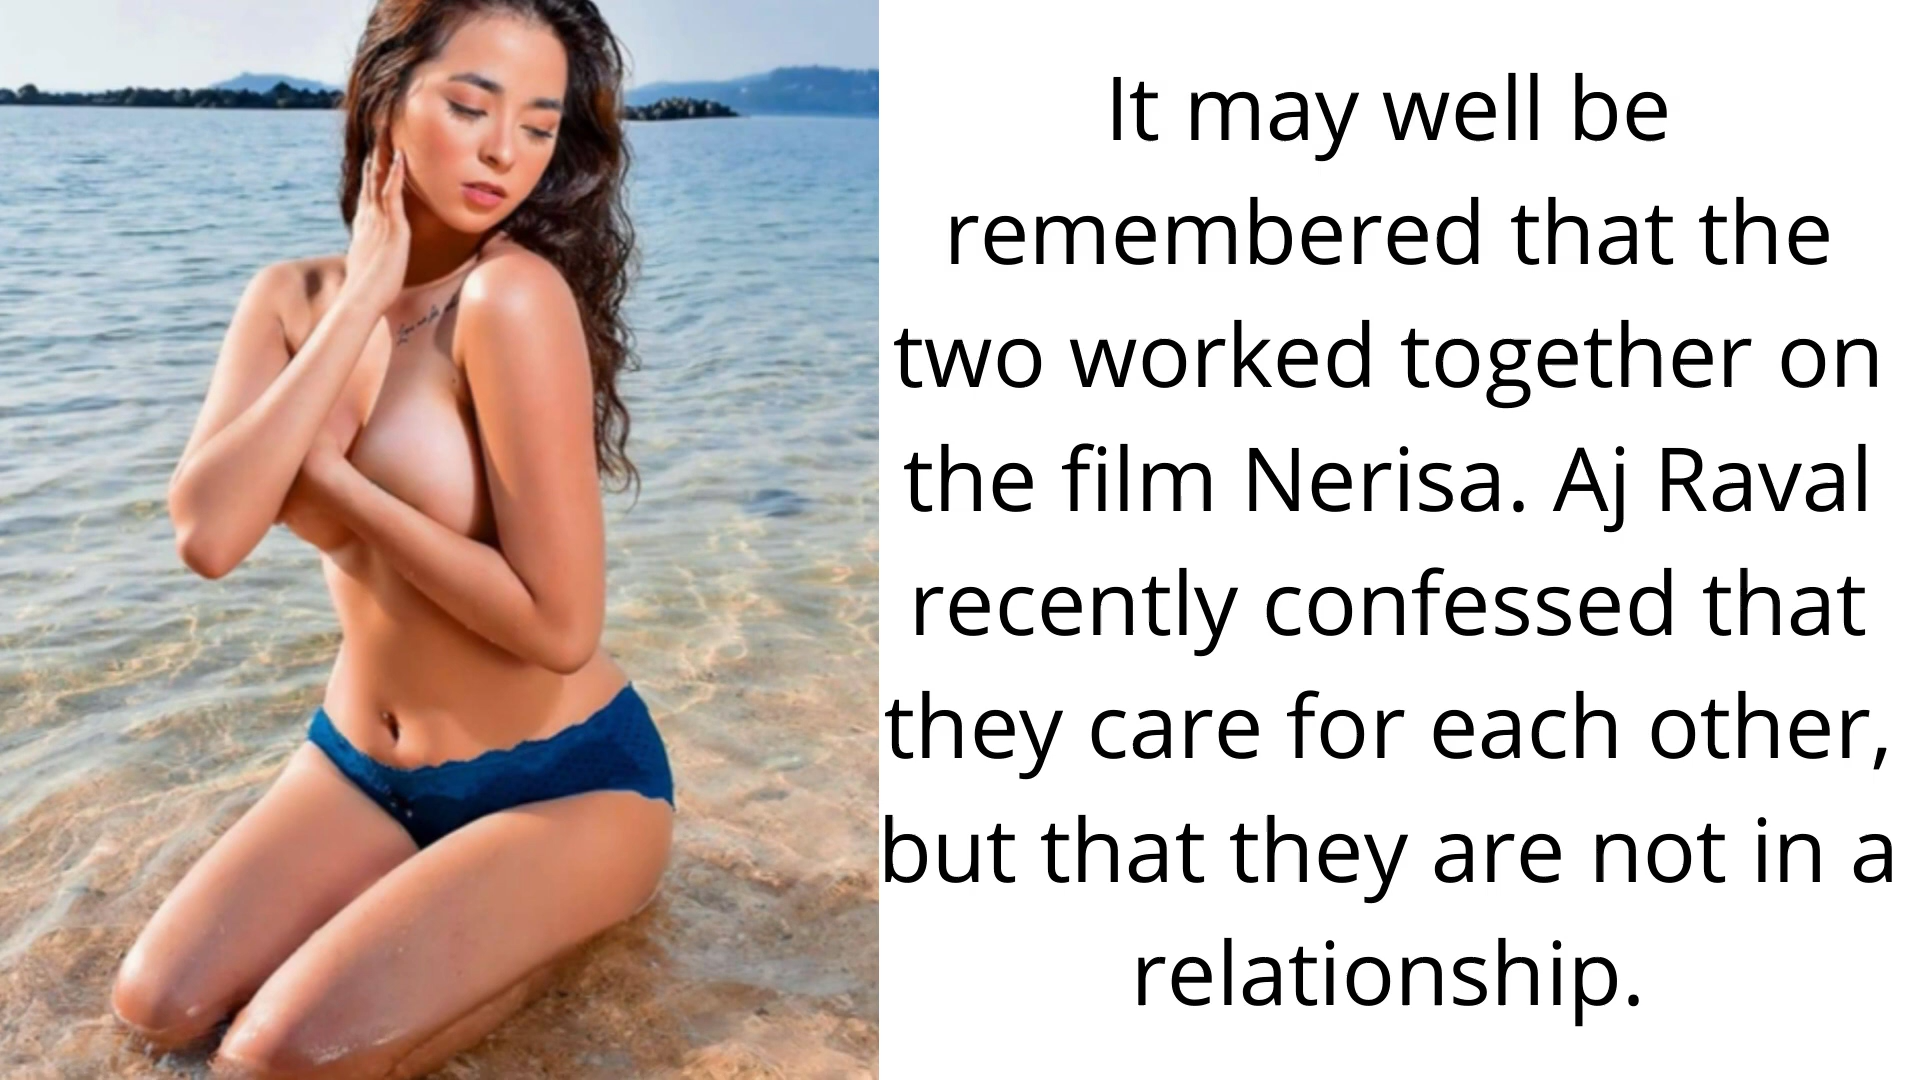 It may well be
remembered that the
two worked together on
the film Nerisa. Aj Raval
recently confessed that
they care for each other,
but that they are not in a
relationship.